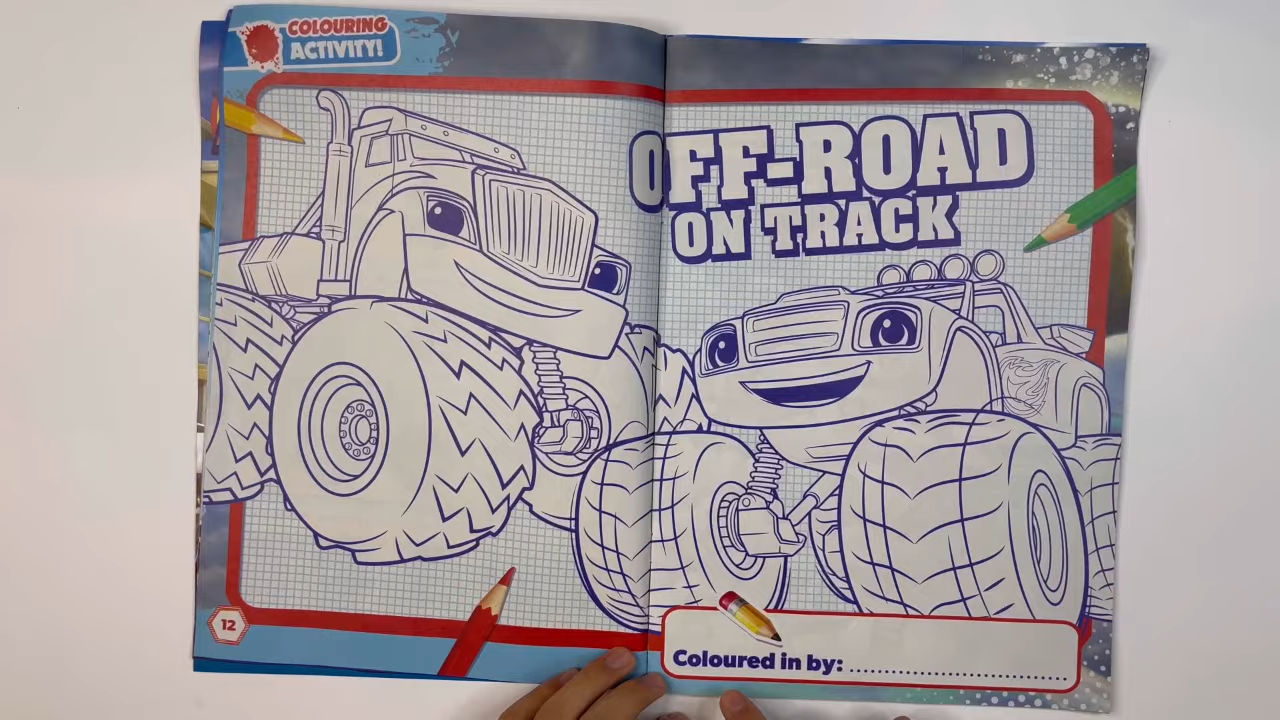 COLOURING
ACTIVITY!
OFF-ROAD
ON TRACK
12
Coloured in by: ........................................